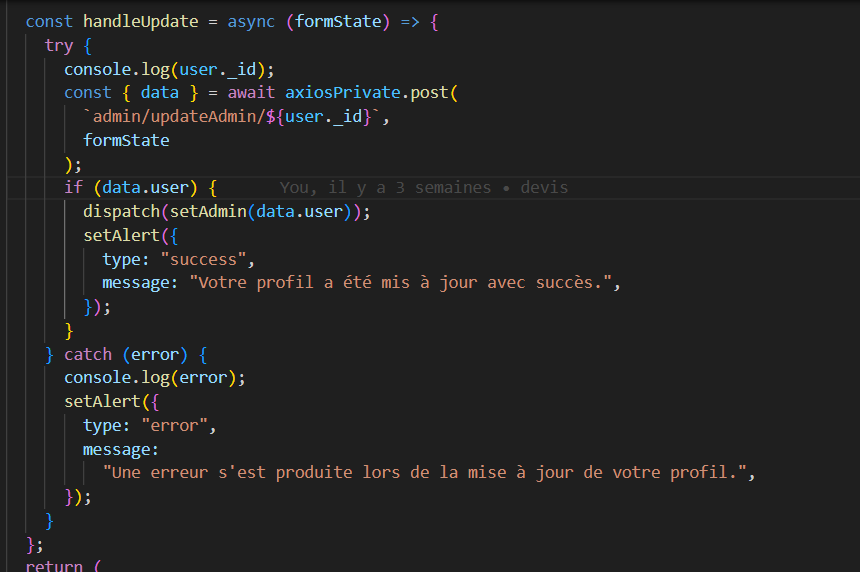 const handleUpdate = async (formState) => {
try {
console.log(user._id);
const { data } = await axiosPrivate.post(
`admin/updateAdmin/${user._id}`,
formState
);
if (data.user) { You, il y a 3 semaines • devis
dispatch(setAdmin(data.user));
setAlert({
type: "success",
message: "Votre profil a été mis à jour avec succès.",
});
}
} catch (error) {
console.log(error);
setAlert({
type: "error",
message:
"Une erreur s'est produite lors de la mise à jour de votre profil.",
});
}
};
return (